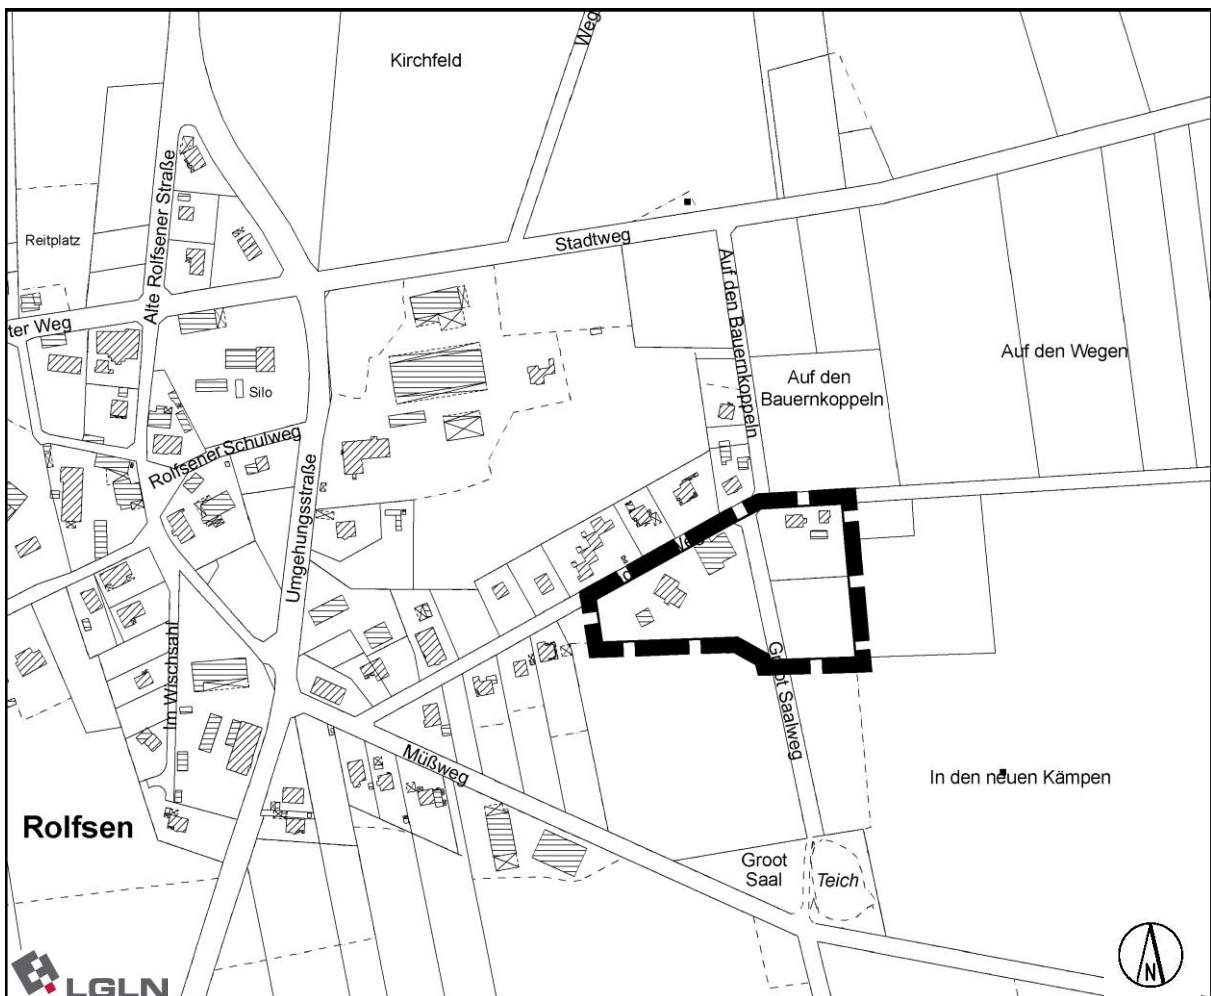 Kirchfeld
Weg
Alte Rolfsener Straße
Reitplatz
Stadtweg
ter Weg
Auf den Bauernkoppeln
Auf den Wegen
Auf den
Bauernkoppeln
Silo
Rolfsener Schulweg
Umgehungsstraße
Im Wischsahl
Groot Saalweg
Müßweg
In den neuen Kämpen
Rolfsen
Groot
Saal
Teich
N
LGLN